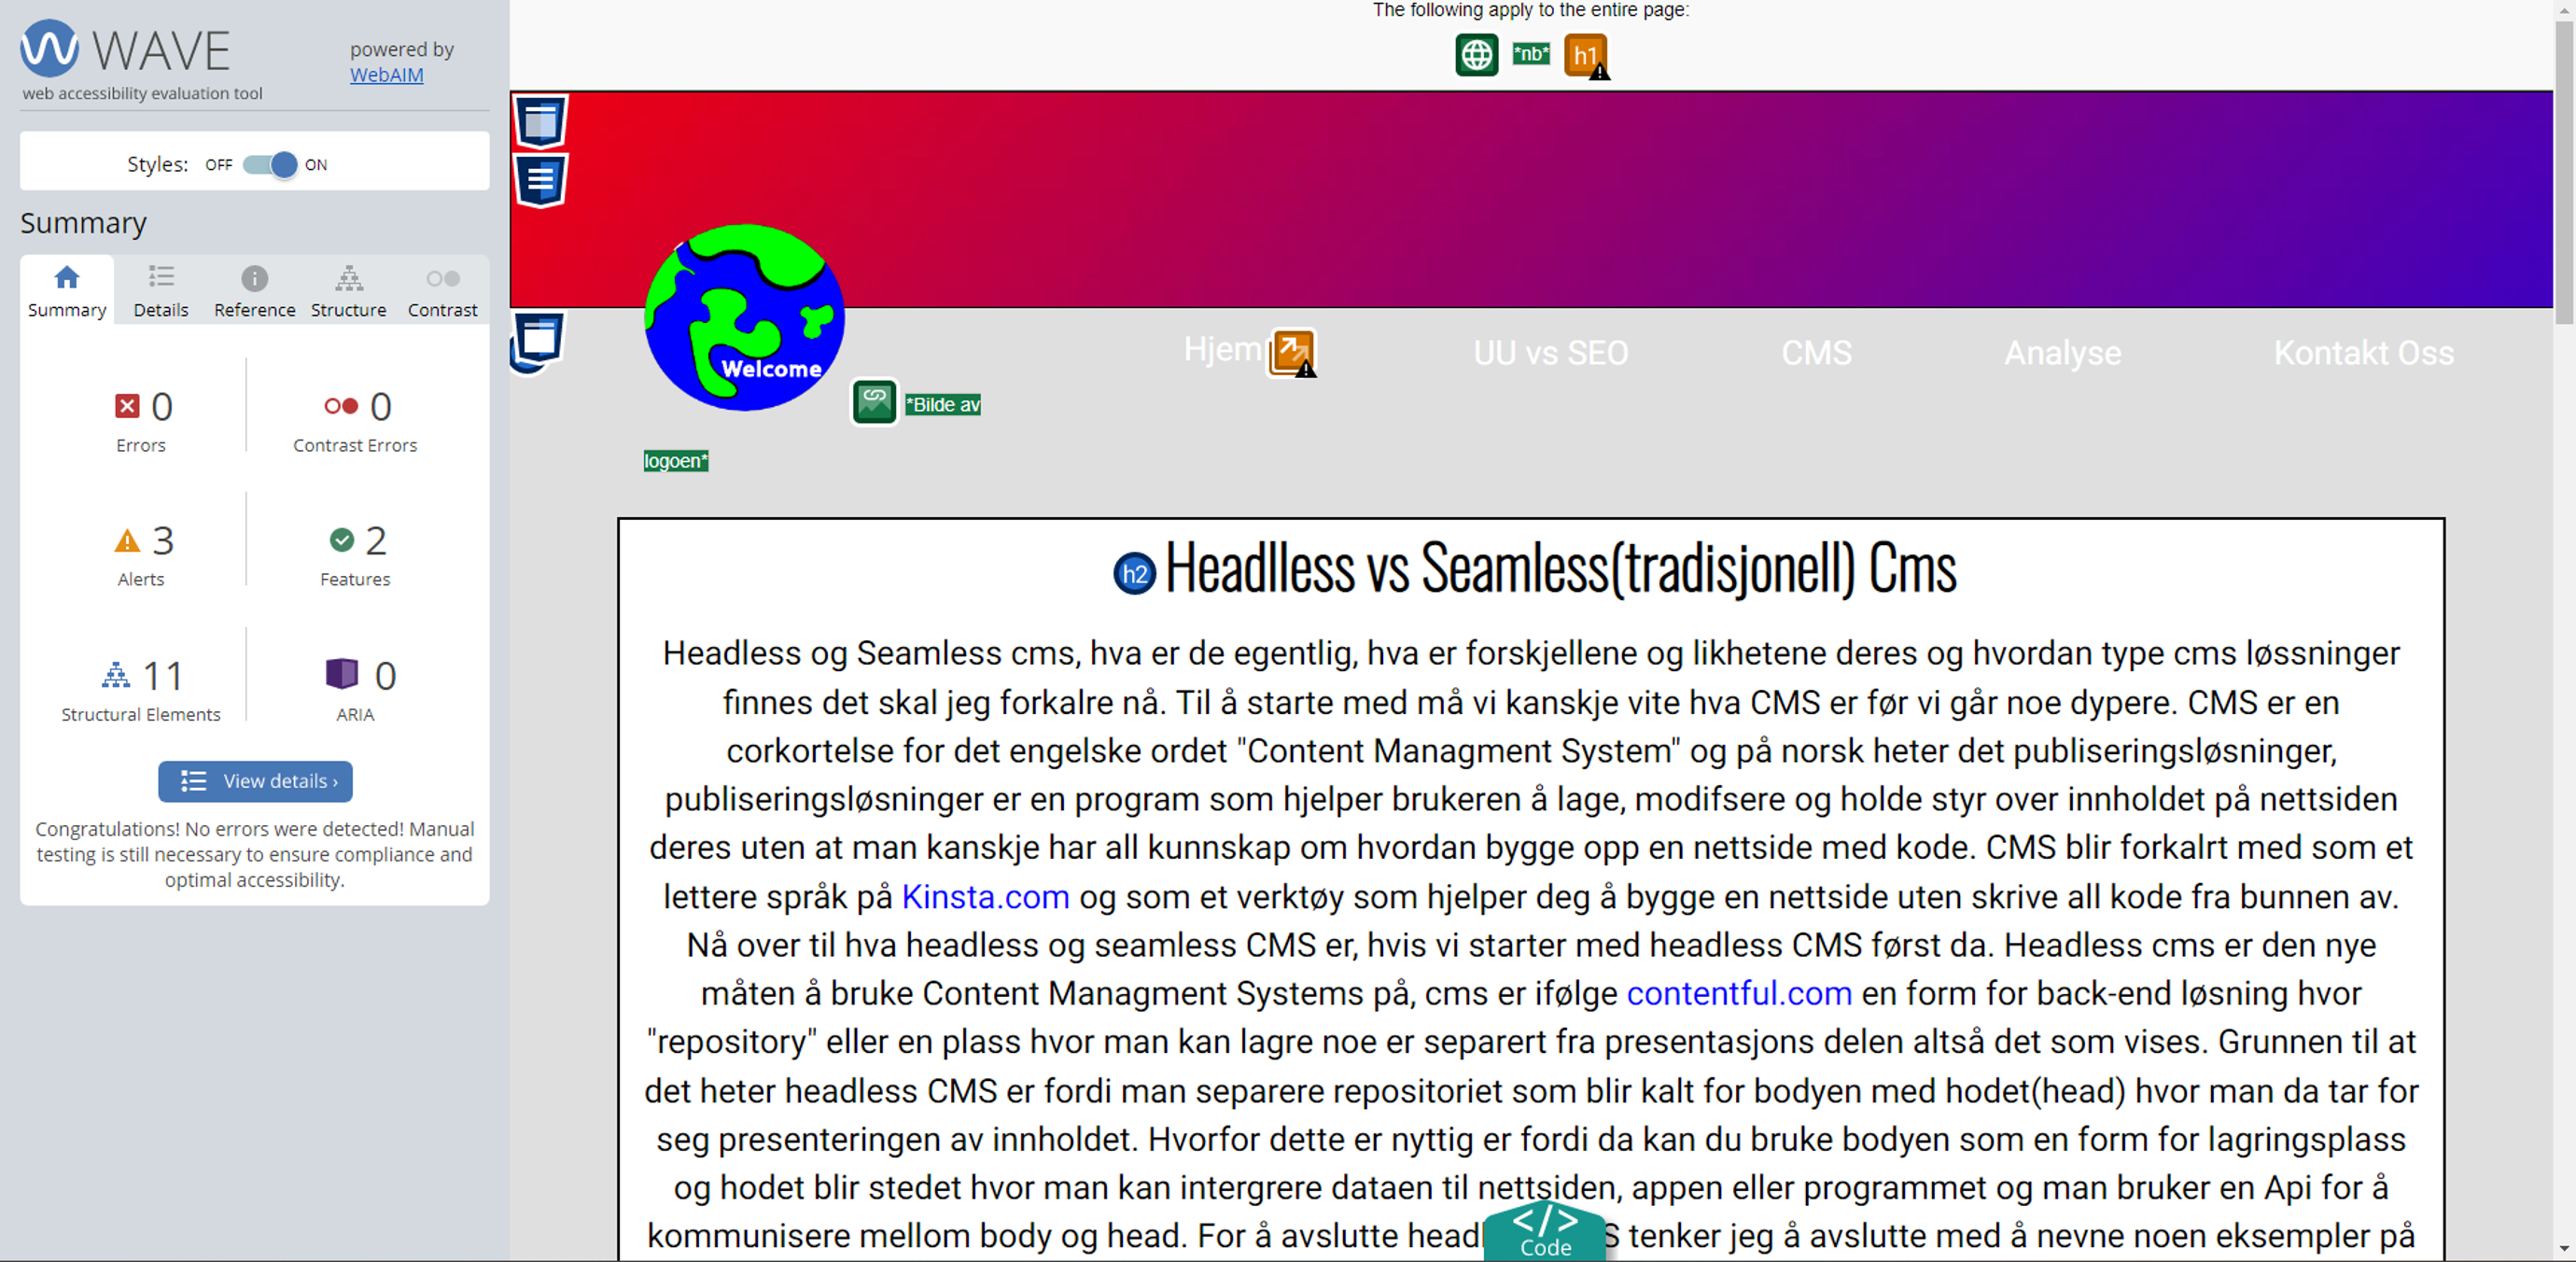 WAVE
web accessibility evaluation tool
powered by
WebAIM
Styles: OFF ON
Summary
Summary Details Reference Structure Contrast
0 Errors
0 Contrast Errors
3 Alerts
2 Features
11 Structural Elements
0 ARIA
View details ›
Congratulations! No errors were detected! Manual
testing is still necessary to ensure compliance and
optimal accessibility.
The following apply to the entire page:
*nb* h1
Welcome
*Bilde av
logoen*
Hjem UU vs SEO CMS Analyse Kontakt Oss
h2 Headlless vs Seamless(tradisjonell) Cms
Headless og Seamless cms, hva er de egentlig, hva er forskjellene og likhetene deres og hvordan type cms løssninger
finnes det skal jeg forkalre nå. Til å starte med må vi kanskje vite hva CMS er før vi går noe dypere. CMS er en
corkortelse for det engelske ordet "Content Managment System" og på norsk heter det publiseringsløsninger,
publiseringsløsninger er en program som hjelper brukeren å lage, modifsere og holde styr over innholdet på nettsiden
deres uten at man kanskje har all kunnskap om hvordan bygge opp en nettside med kode. CMS blir forkalrt med som et
lettere språk på Kinsta.com og som et verktøy som hjelper deg å bygge en nettside uten skrive all kode fra bunnen av.
Nå over til hva headless og seamless CMS er, hvis vi starter med headless CMS først da. Headless cms er den nye
måten å bruke Content Managment Systems på, cms er ifølge contentful.com en form for back-end løsning hvor
"repository" eller en plass hvor man kan lagre noe er separert fra presentasjons delen altså det som vises. Grunnen til at
det heter headless CMS er fordi man separere repositoriet som blir kalt for bodyen med hodet(head) hvor man da tar for
seg presenteringen av innholdet. Hvorfor dette er nyttig er fordi da kan du bruke bodyen som en form for lagringsplass
og hodet blir stedet hvor man kan intergrere dataen til nettsiden, appen eller programmet og man bruker en Api for å
kommunisere mellom body og head. For å avslutte headl S tenker jeg å avslutte med å nevne noen eksempler på
</> Code